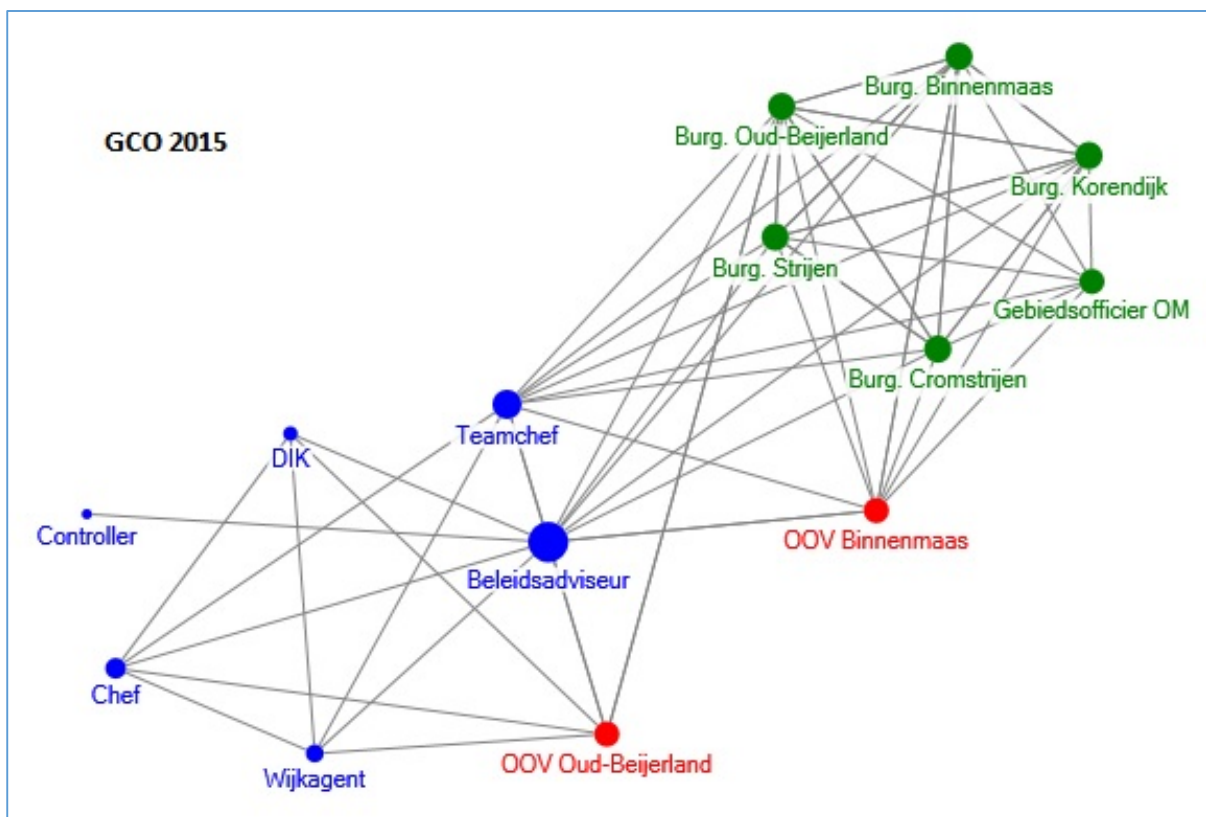 GCO 2015
Burg. Binnenmaas
Burg. Oud-Beijerland
Burg. Korendijk
Burg. Strijen
Gebiedsofficier OM
Burg. Cromstrijen
Teamchef
DIK
Controller
OOV Binnenmaas
Beleidsadviseur
Chef
OOV Oud-Beijerland
Wijkagent